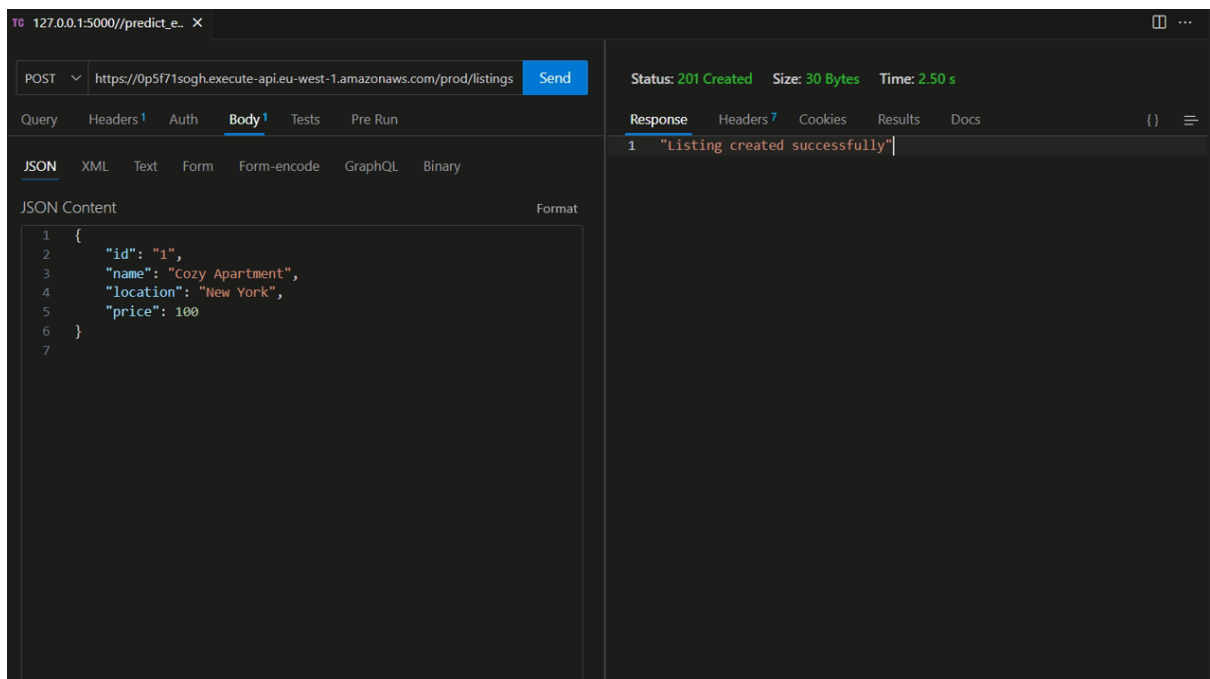 TC 127.0.0.1:5000//predict_e.. ×
POST https://0p5f71sogh.execute-api.eu-west-1.amazonaws.com/prod/listings Send
Query Headers 1 Auth Body 1 Tests Pre Run
JSON XML Text Form Form-encode GraphQL Binary
JSON Content Format
1 {
2 "id": "1",
3 "name": "Cozy Apartment",
4 "location": "New York",
5 "price": 100
6 }
7
Status: 201 Created Size: 30 Bytes Time: 2.50 s
Response Headers 7 Cookies Results Docs { }
1 "Listing created successfully"